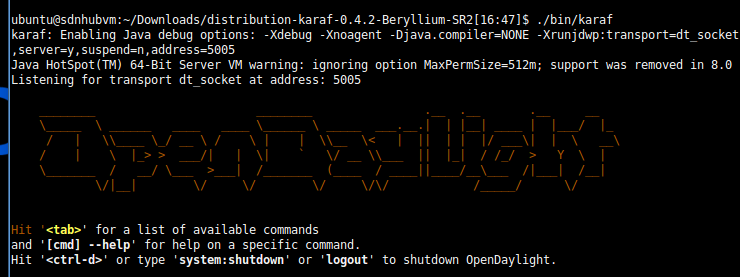 ubuntu@sdnhubvm:~/Downloads/distribution-karaf-0.4.2-Beryllium-SR2[16:47]$ ./bin/karaf
karaf: Enabling Java debug options: -Xdebug -Xnoagent -Djava.compiler=NONE -Xrunjdwp:transport=dt_socket
,server=y,suspend=n,address=5005
Java HotSpot(TM) 64-Bit Server VM warning: ignoring option MaxPermSize=512m; support was removed in 8.0
Listening for transport dt_socket at address: 5005
OpenDaylight
Hit '<tab>' for a list of available commands
and '[cmd] --help' for help on a specific command.
Hit '<ctrl-d>' or type 'system:shutdown' or 'logout' to shutdown OpenDaylight.